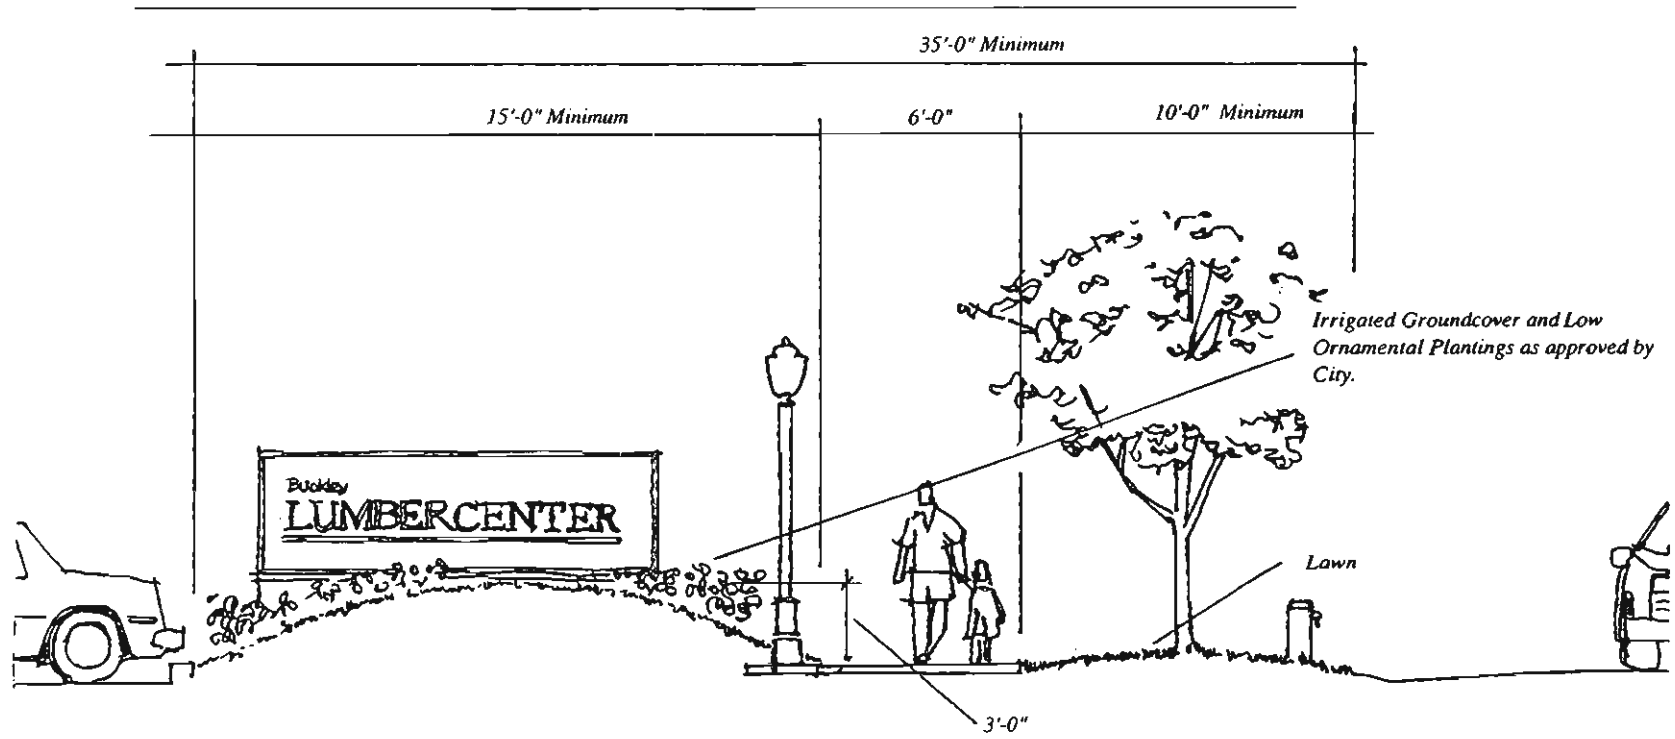 35'-0" Minimum
15'-0" Minimum
6'-0"
10'-0" Minimum
Irrigated Groundcover and Low
Ornamental Plantings as approved by
City.
Buckley
LUMBERCENTER
Lawn
3'-0"